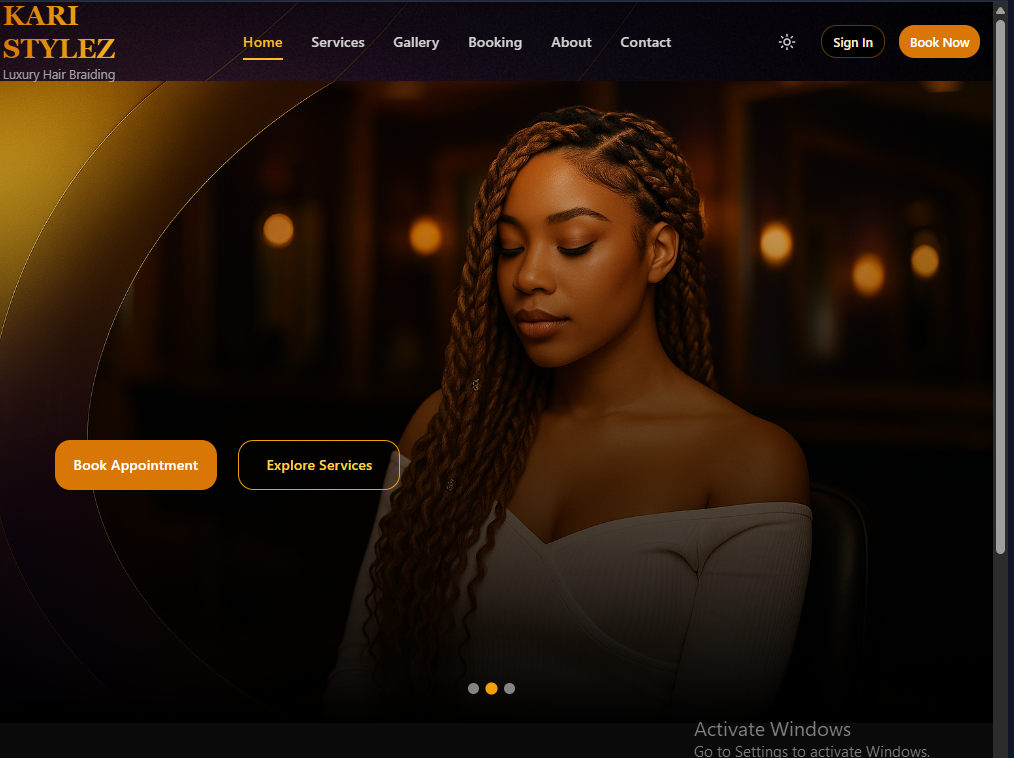 KARI
STYLEZ
Luxury Hair Braiding
Home Services Gallery Booking About Contact
Sign In
Book Now
Book Appointment
Explore Services
Activate Windows
Go to Settings to activate Windows.